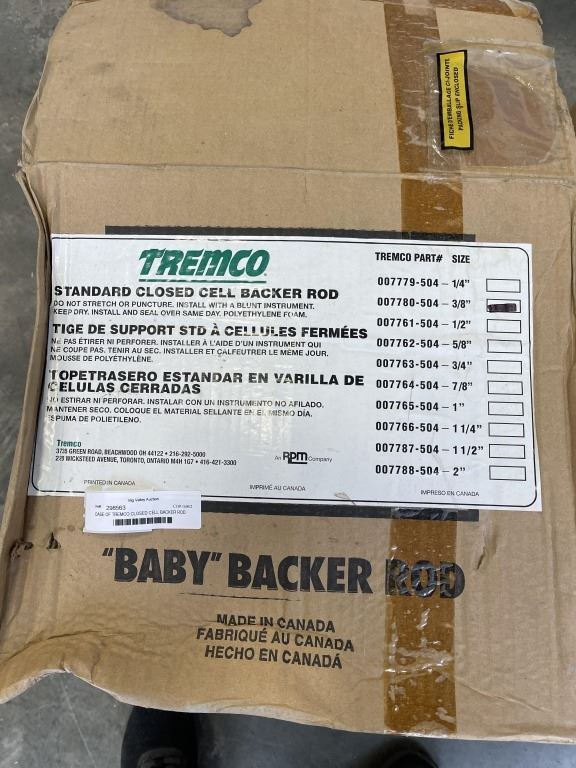 FICHE D'EMBALLAGE CI-JOINTE
PACKING SLIP ENCLOSED
TREMCO
STANDARD CLOSED CELL BACKER ROD
DO NOT STRETCH OR PUNCTURE. INSTALL WITH A BLUNT INSTRUMENT.
KEEP DRY. INSTALL AND SEAL OVER SAME DAY. POLYETHYLENE FOAM.
TIGE DE SUPPORT STD À CELLULES FERMÉES
NE PAS ÉTIRER NI PERFORER. INSTALLER À L'AIDE D'UN INSTRUMENT QUI
NE COUPE PAS. TENIR AU SEC. INSTALLER ET CALFEUTRER LE MÊME JOUR.
MOUSSE DE POLYÉTHYLÈNE.
TOPETRASERO ESTANDAR EN VARILLA DE
CELULAS CERRADAS
NO ESTIRAR NI PERFORAR. INSTALAR CON UN INSTRUMENTO NO AFILADO.
MANTENER SECO. COLOQUE EL MATERIAL SELLANTE EN EL MISMO DÍA.
ESPUMA DE POLIETILENO.
Tremco
3735 GREEN ROAD, BEACHWOOD OH 44122 • 216-292-5000
220 WICKSTEED AVENUE, TORONTO, ONTARIO M4H 1G7 • 416-421-3300
An RPM Company
PRINTED IN CANADA
IMPRIMÉ AU CANADA
IMPRESO EN CANADA
TREMCO PART# SIZE
007779-504 – 1/4"
007780-504 – 3/8"
007761-504 – 1/2"
007762-504 – 5/8"
007763-504 – 3/4"
007764-504 – 7/8"
007765-504 – 1"
007766-504 – 1 1/4"
007787-504 – 1 1/2"
007788-504 – 2"
Valley Auction
298563
CASE OF TREMCO CLOSED CELL BACKER ROD
"BABY" BACKER ROD
MADE IN CANADA
FABRIQUÉ AU CANADA
HECHO EN CANADÁ